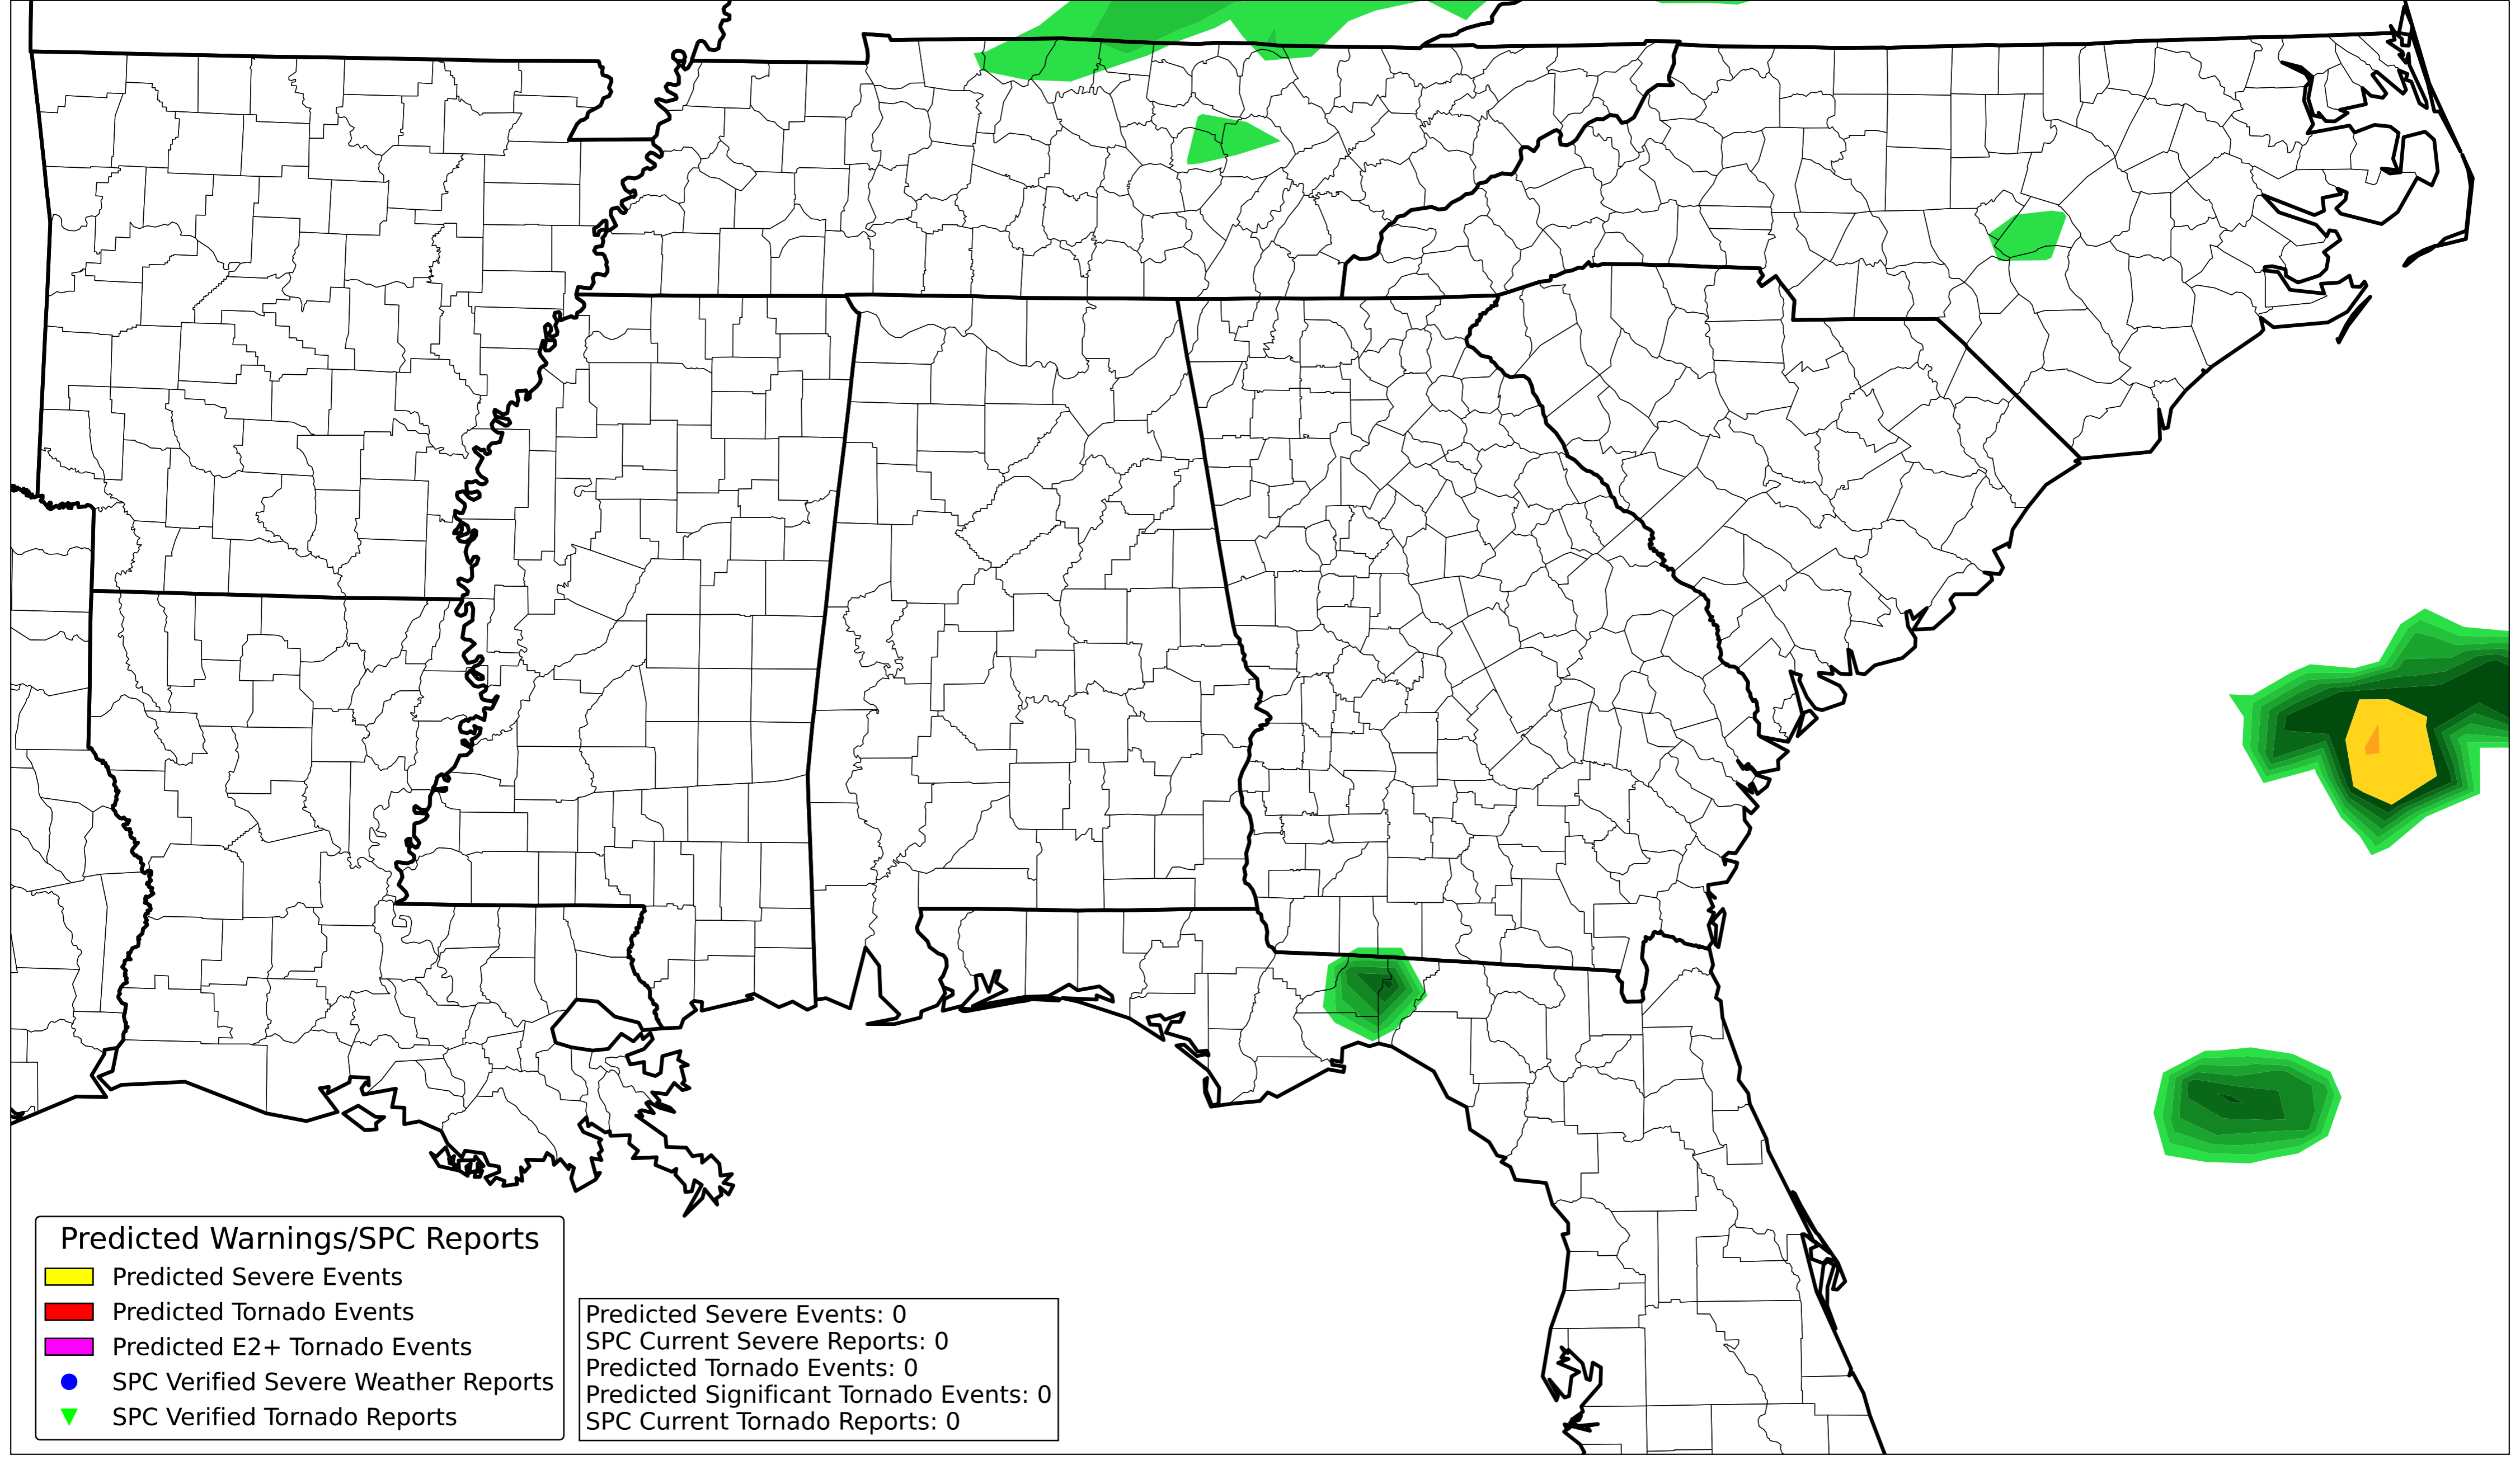 Predicted Warnings/SPC Reports
Predicted Severe Events
Predicted Tornado Events
Predicted E2+ Tornado Events
SPC Verified Severe Weather Reports
SPC Verified Tornado Reports
Predicted Severe Events: 0
SPC Current Severe Reports: 0
Predicted Tornado Events: 0
Predicted Significant Tornado Events: 0
SPC Current Tornado Reports: 0